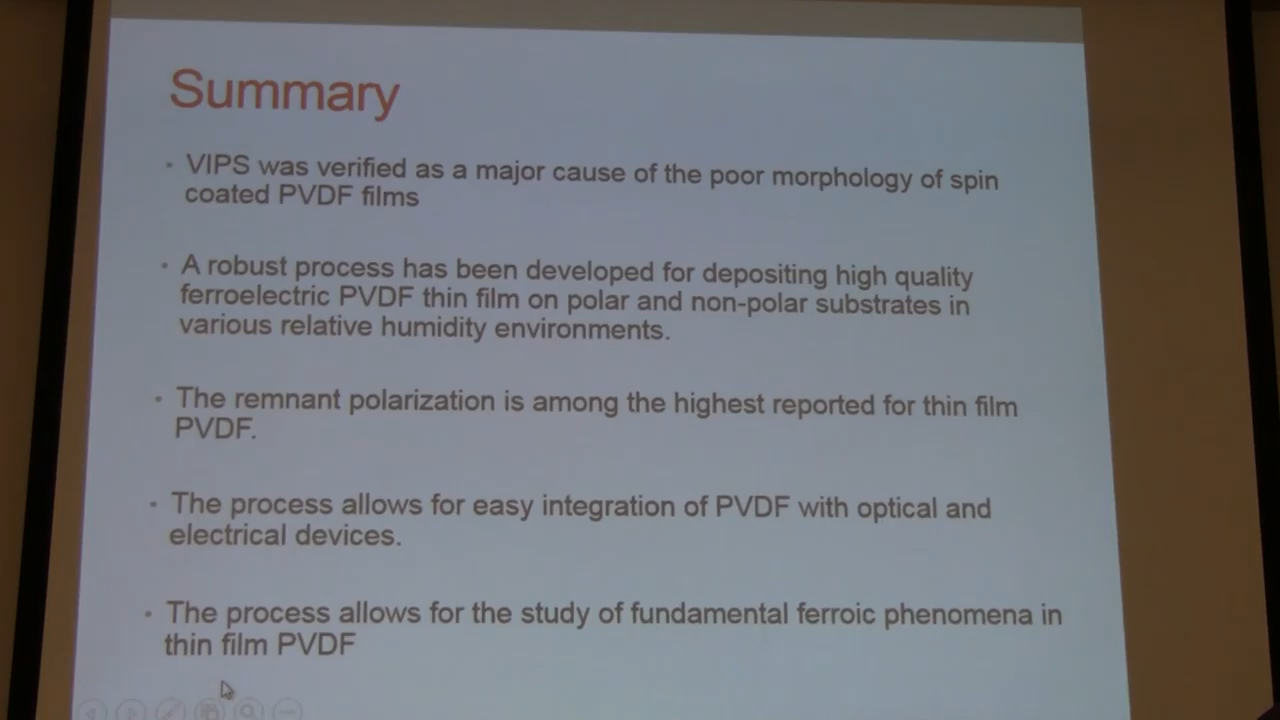 Summary
VIPS was verified as a major cause of the poor morphology of spin
coated PVDF films
A robust process has been developed for depositing high quality
ferroelectric PVDF thin film on polar and non-polar substrates in
various relative humidity environments.
The remnant polarization is among the highest reported for thin film
PVDF.
The process allows for easy integration of PVDF with optical and
electrical devices.
The process allows for the study of fundamental ferroic phenomena in
thin film PVDF